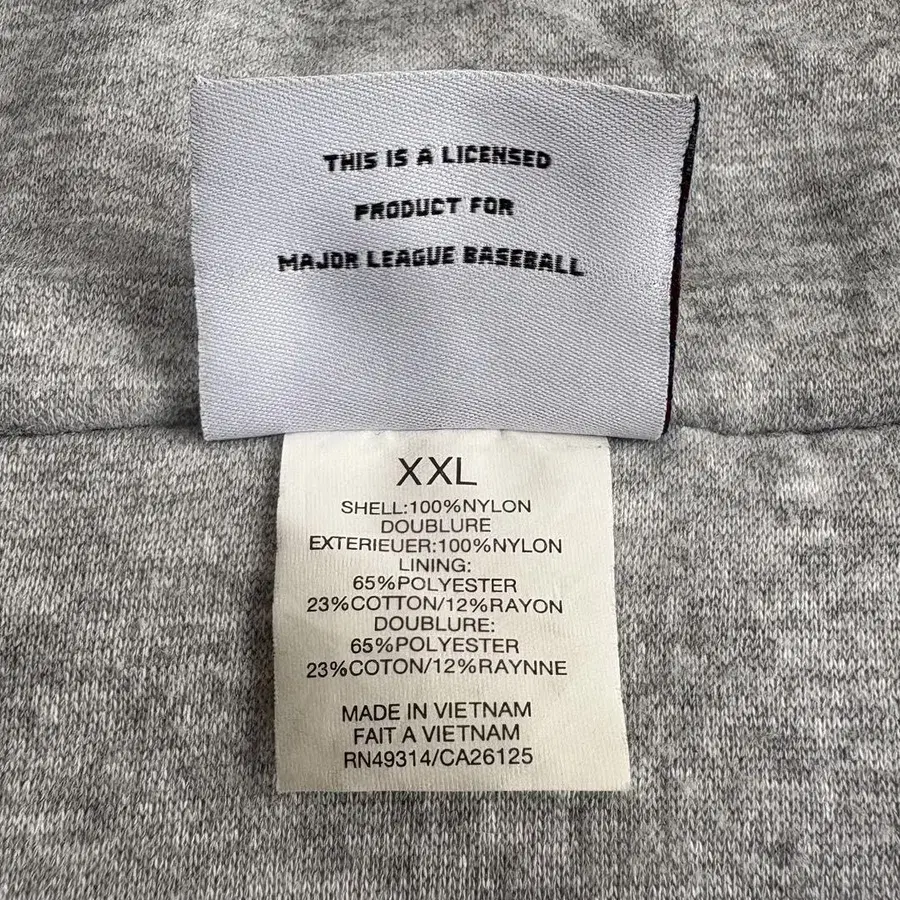 THIS IS A LICENSED
PRODUCT FOR
MAJOR LEAGUE BASEBALL
XXL
SHELL:100%NYLON
DOUBLURE
EXTERIEUER:100%NYLON
LINING:
65%POLYESTER
23%COTTON/12%RAYON
DOUBLURE:
65%POLYESTER
23%COTON/12%RAYNNE
MADE IN VIETNAM
FAIT A VIETNAM
RN49314/CA26125